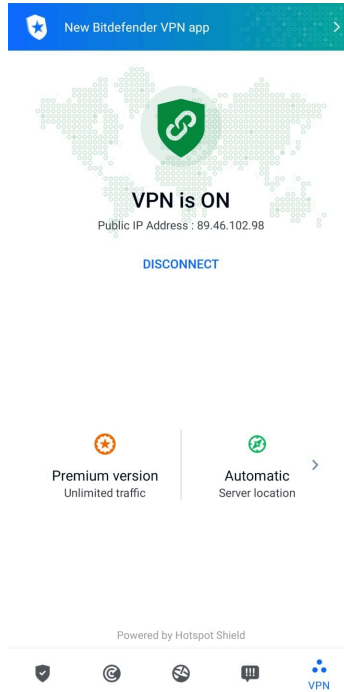 New Bitdefender VPN app
VPN is ON
Public IP Address : 89.46.102.98
DISCONNECT
Premium version
Unlimited traffic
Automatic
Server location
Powered by Hotspot Shield
VPN